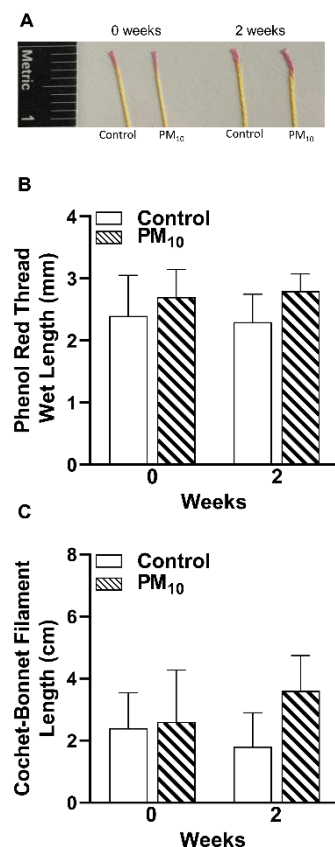 A
0 weeks 2 weeks
Metric 1
Control PM₁₀ Control PM₁₀
B
Control
PM₁₀
Phenol Red Thread
Wet Length (mm)
4
3
2
1
0
0 2
Weeks
C
Control
PM₁₀
Cochet-Bonnet Filament
Length (cm)
8
6
4
2
0
0 2
Weeks